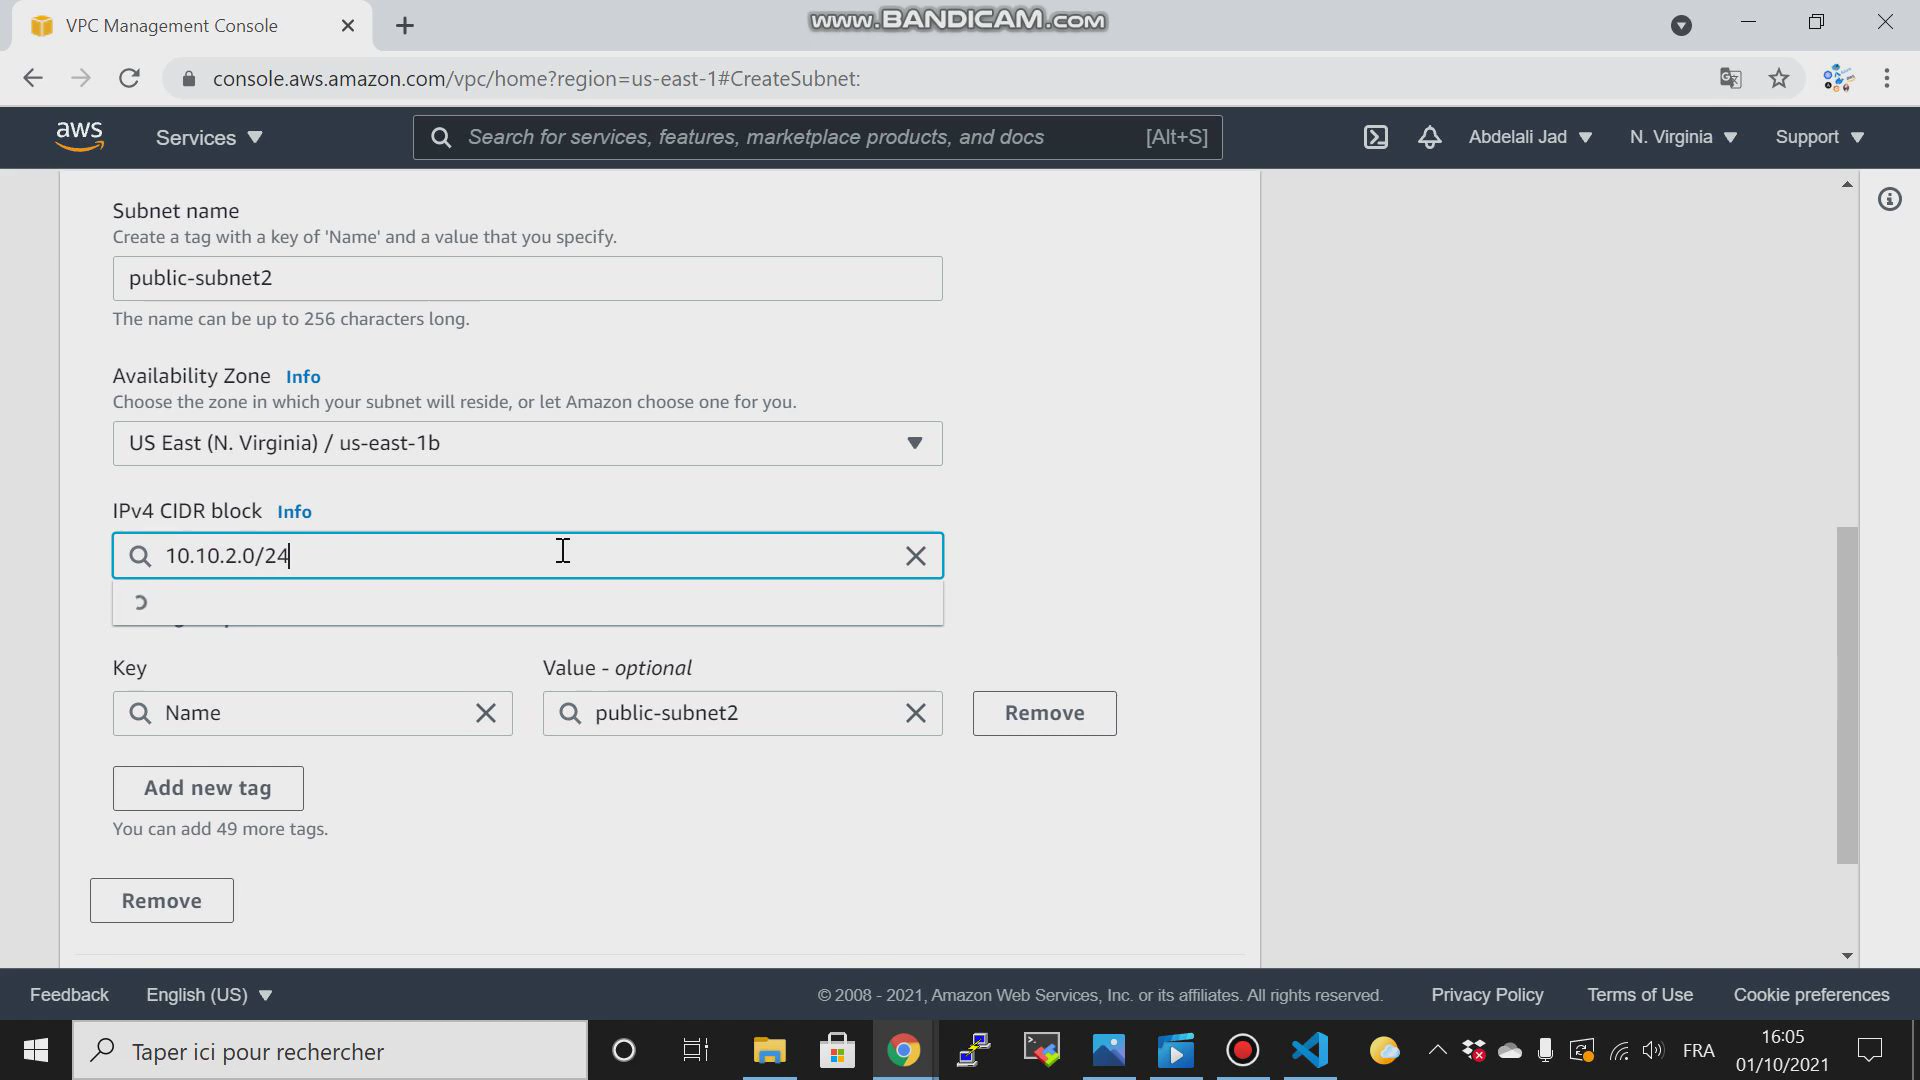 VPC Management Console
www.BANDICAM.com
console.aws.amazon.com/vpc/home?region=us-east-1#CreateSubnet:
aws
Services
Search for services, features, marketplace products, and docs
[Alt+S]
Abdelali Jad
N. Virginia
Support
Subnet name
Create a tag with a key of 'Name' and a value that you specify.
public-subnet2
The name can be up to 256 characters long.
Availability Zone Info
Choose the zone in which your subnet will reside, or let Amazon choose one for you.
US East (N. Virginia) / us-east-1b
IPv4 CIDR block Info
10.10.2.0/24
Key
Value - optional
Name
public-subnet2
Remove
Add new tag
You can add 49 more tags.
Remove
Feedback
English (US)
© 2008 - 2021, Amazon Web Services, Inc. or its affiliates. All rights reserved.
Privacy Policy
Terms of Use
Cookie preferences
Taper ici pour rechercher
FRA
16:05
01/10/2021